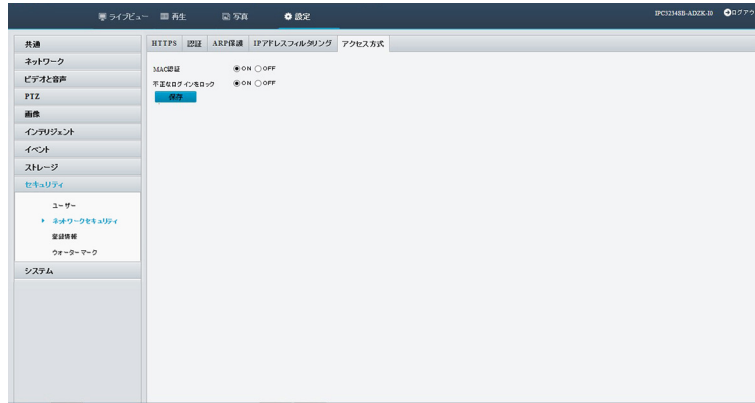 ライブビュー 再生 写真 設定 IPC3234SB-ADZK-I0 ログアウ
共通
ネットワーク
ビデオと音声
PTZ
画像
インテリジェント
イベント
ストレージ
セキュリティ
ユーザー
ネットワークセキュリティ
登録情報
ウォーターマーク
システム
HTTPS 認証 ARP保護 IPアドレスフィルタリング アクセス方式
MAC認証 ON OFF
不正なログインをロック ON OFF
保存